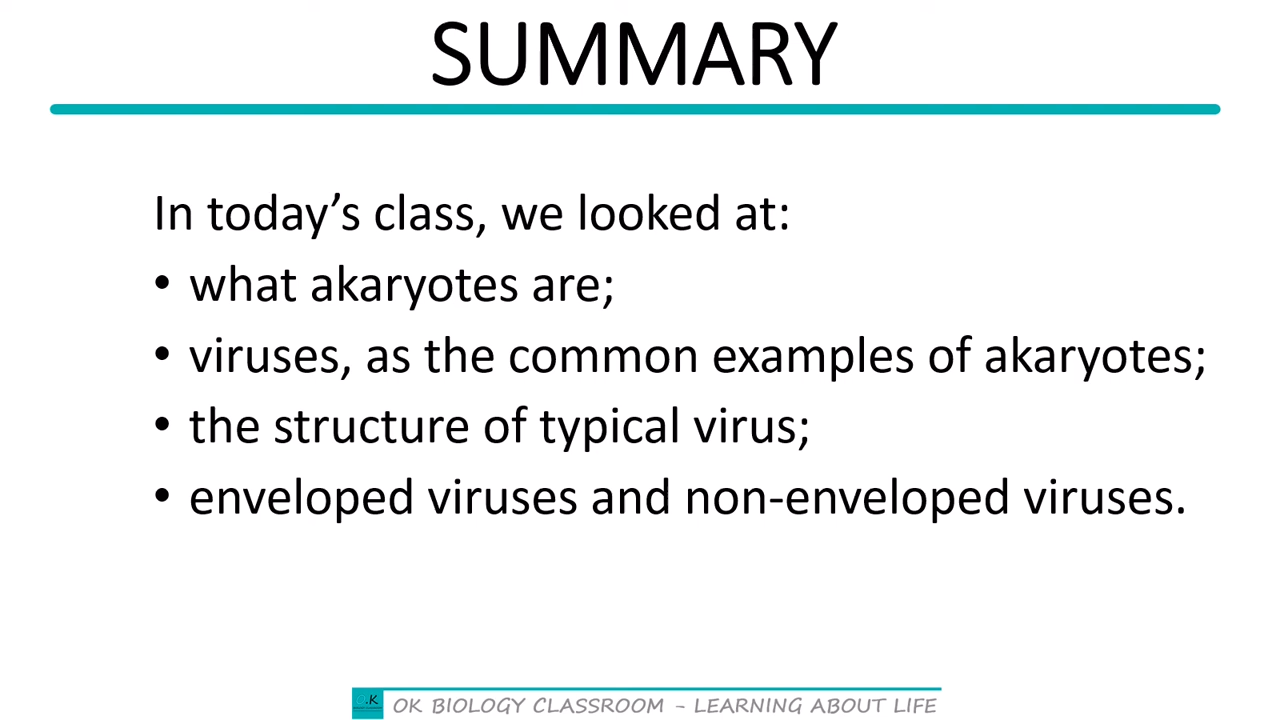 SUMMARY
In today’s class, we looked at:
• what akaryotes are;
• viruses, as the common examples of akaryotes;
• the structure of typical virus;
• enveloped viruses and non-enveloped viruses.
O.K OK BIOLOGY CLASSROOM - LEARNING ABOUT LIFE